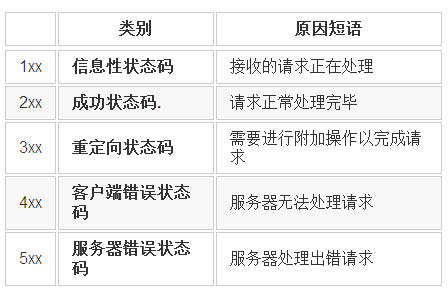 类别 原因短语
1xx 信息性状态码 接收的请求正在处理
2xx 成功状态码. 请求正常处理完毕
3xx 重定向状态码 需要进行附加操作以完成请
求
4xx 客户端错误状态
码 服务器无法处理请求
5xx 服务器错误状态
码 服务器处理出错请求